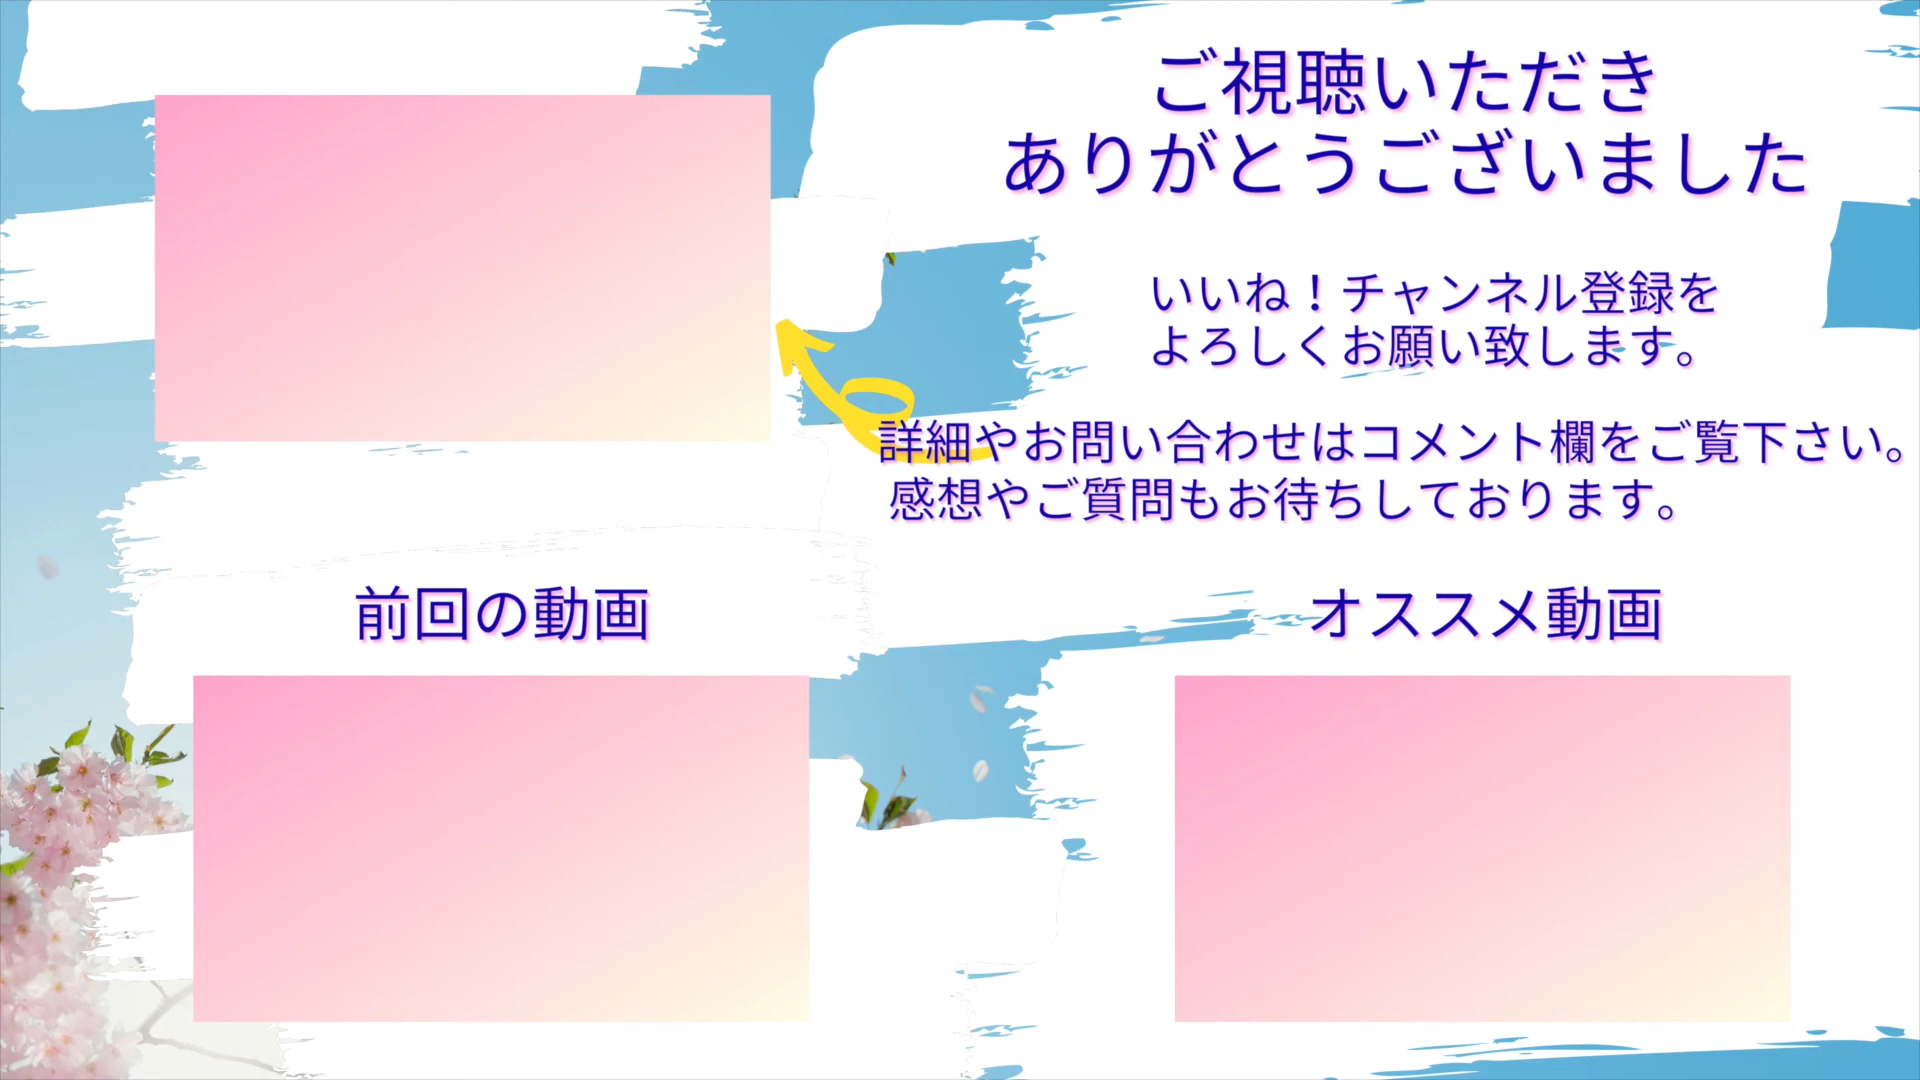 ご視聴いただき
ありがとうございました
いいね！チャンネル登録を
よろしくお願い致します。
詳細やお問い合わせはコメント欄をご覧下さい。
感想やご質問もお待ちしております。
前回の動画
オススメ動画